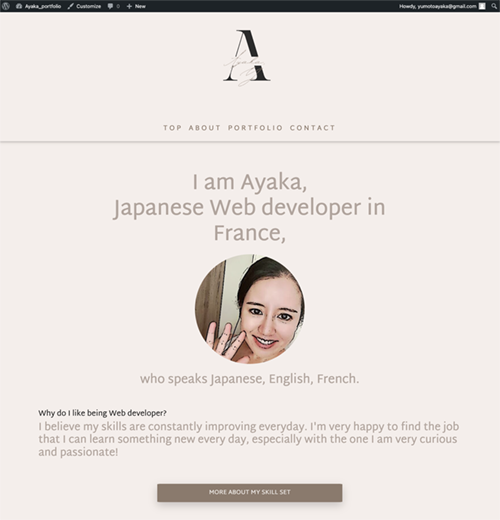 Ayaka_portfolio Customize 0 New Howdy, yumotoayaka@gmail.com
A
Ayaka
TOP ABOUT PORTFOLIO CONTACT
I am Ayaka,
Japanese Web developer in
France,
who speaks Japanese, English, French.
Why do I like being Web developer?
I believe my skills are constantly improving everyday. I'm very happy to find the job
that I can learn something new every day, especially with the one I am very curious
and passionate!
MORE ABOUT MY SKILL SET